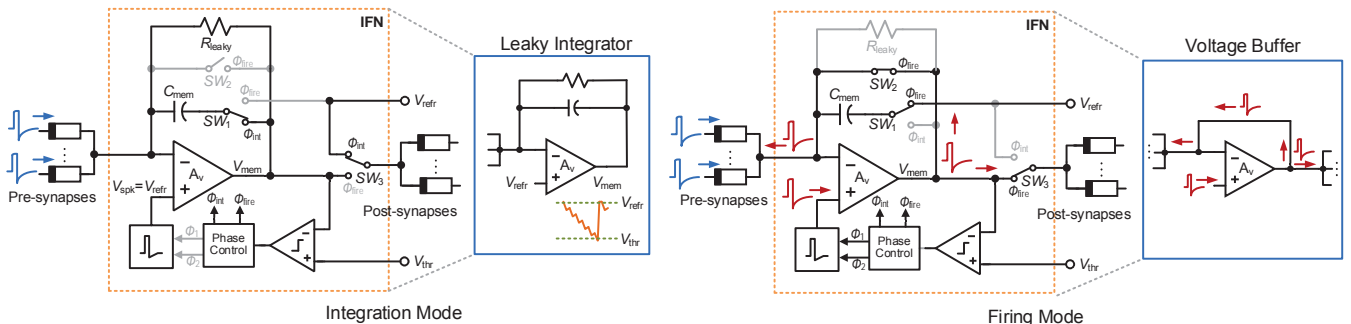 IFN
R_leaky
Φ_fire
SW_2
Φ_fire
C_mem
SW_1
Φ_int
V_refr
Φ_int
SW_3
Φ_fire
Pre-synapses
−
A_v
+
V_mem
V_spk=V_refr
Φ_int
Φ_fire
Post-synapses
Φ_1
Φ_2
Phase
Control
−
+
V_thr
Leaky Integrator
−
A_v
+
V_refr
V_mem
V_refr
V_thr
Integration Mode
IFN
R_leaky
Φ_fire
SW_2
Φ_fire
C_mem
SW_1
Φ_int
V_refr
Φ_int
SW_3
Φ_fire
Pre-synapses
−
A_v
+
V_mem
Φ_int
Φ_fire
Post-synapses
Φ_1
Φ_2
Phase
Control
−
+
V_thr
Voltage Buffer
−
A_v
+
Firing Mode